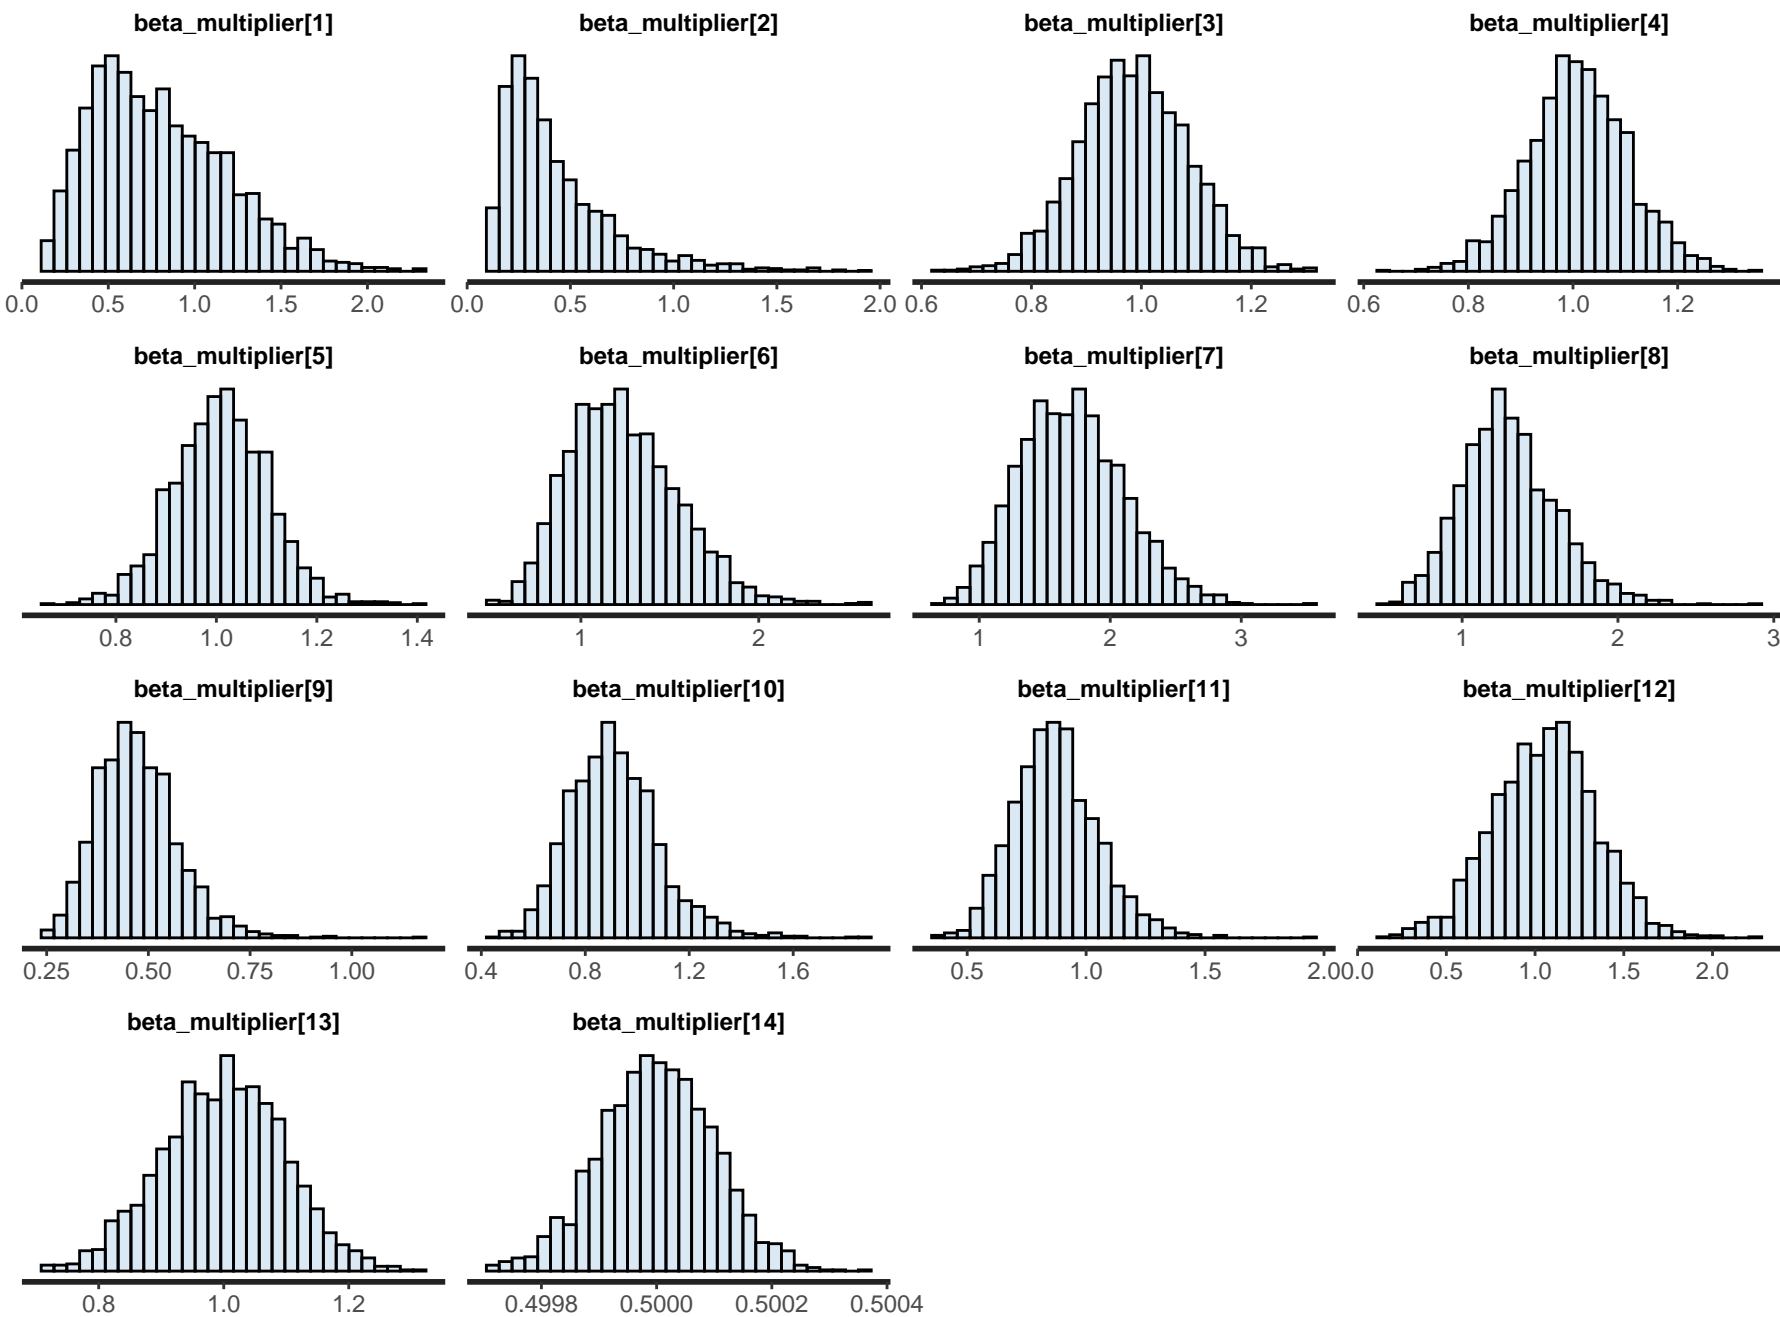 beta_multiplier[1] beta_multiplier[2] beta_multiplier[3] beta_multiplier[4]
0.0 0.5 1.0 1.5 2.0 0.0 0.5 1.0 1.5 2.0 0.6 0.8 1.0 1.2 0.6 0.8 1.0 1.2
beta_multiplier[5] beta_multiplier[6] beta_multiplier[7] beta_multiplier[8]
0.8 1.0 1.2 1.4 1 2 1 2 3 1 2 3
beta_multiplier[9] beta_multiplier[10] beta_multiplier[11] beta_multiplier[12]
0.25 0.50 0.75 1.00 0.4 0.8 1.2 1.6 0.5 1.0 1.5 2.0 0.0 0.5 1.0 1.5 2.0
beta_multiplier[13] beta_multiplier[14]
0.8 1.0 1.2 0.4998 0.5000 0.5002 0.5004